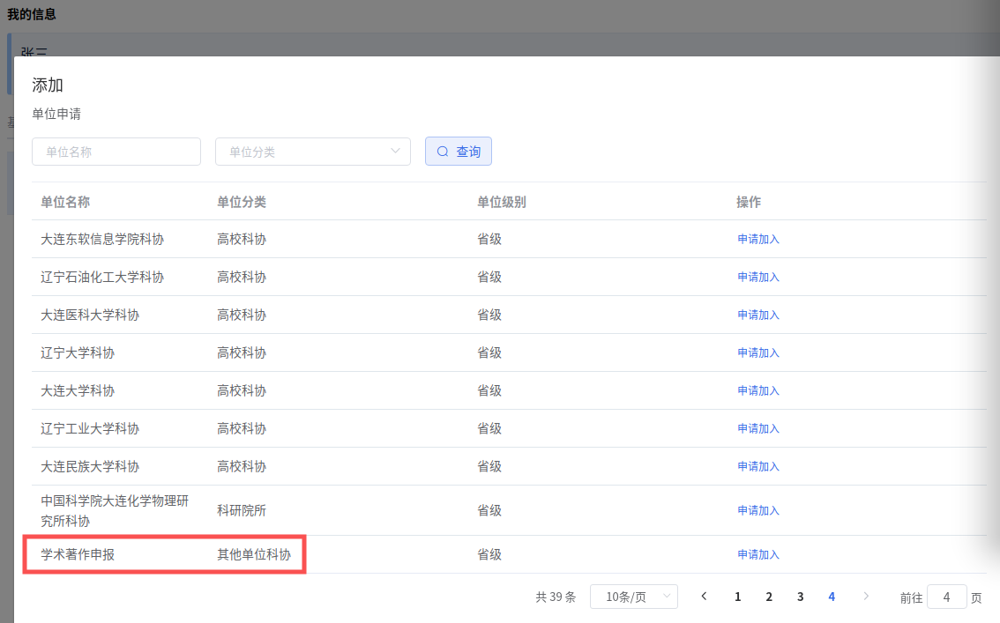 我的信息
张三
添加
单位申请
单位名称 单位分类 查询
单位名称 单位分类 单位级别 操作
大连东软信息学院科协 高校科协 省级 申请加入
辽宁石油化工大学科协 高校科协 省级 申请加入
大连医科大学科协 高校科协 省级 申请加入
辽宁大学科协 高校科协 省级 申请加入
大连大学科协 高校科协 省级 申请加入
辽宁工业大学科协 高校科协 省级 申请加入
大连民族大学科协 高校科协 省级 申请加入
中国科学院大连化学物理研
究所科协 科研院所 省级 申请加入
学术著作申报 其他单位科协 省级 申请加入
共 39 条 10条/页 1 2 3 4 前往 4 页